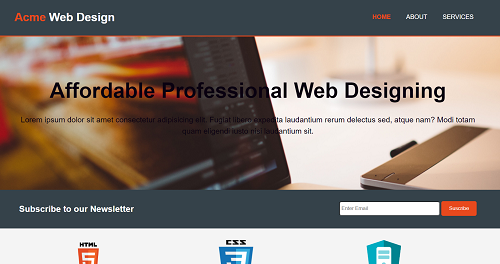 Acme Web Design
HOME ABOUT SERVICES
Affordable Professional Web Designing
Lorem ipsum dolor sit amet consectetur adipisicing elit. Fugiat libero expedita laudantium rerum delectus sed, atque nam? Modi totam
quam eligendi iusto nisi laudantium sit.
Subscribe to our Newsletter
Enter Email
HTML
CSS